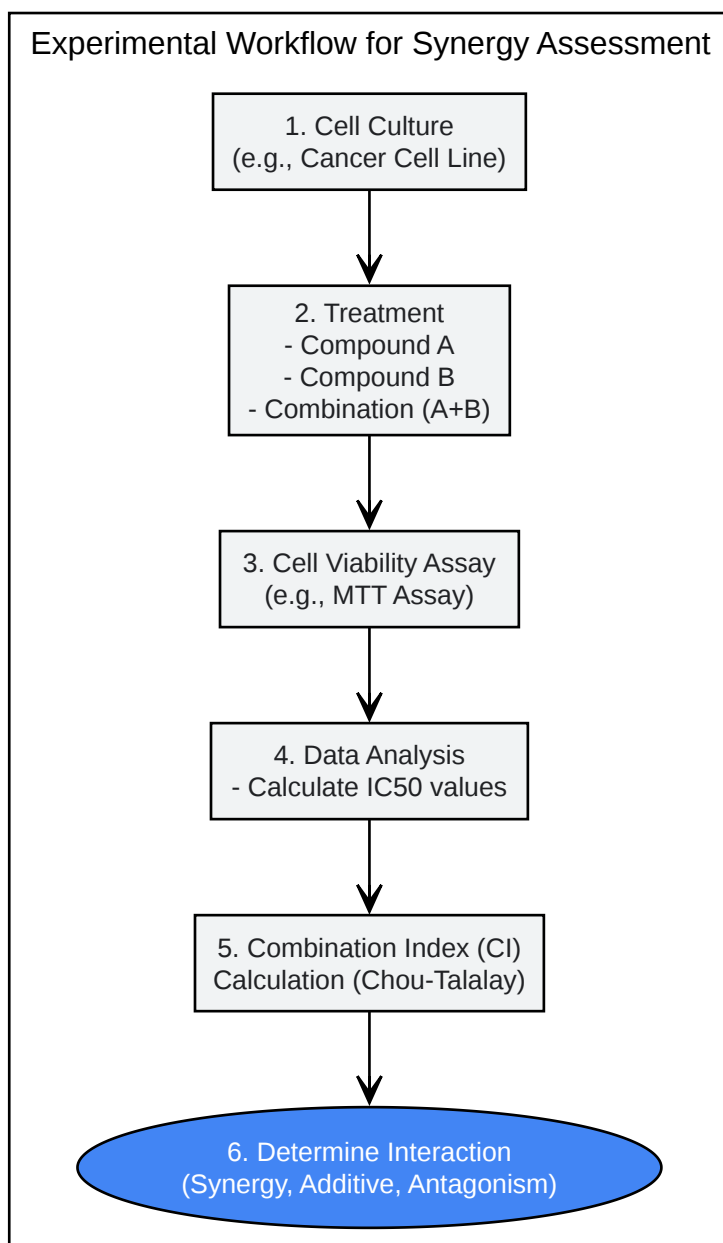 Experimental Workflow for Synergy Assessment
1. Cell Culture
(e.g., Cancer Cell Line)
2. Treatment
- Compound A
- Compound B
- Combination (A+B)
3. Cell Viability Assay
(e.g., MTT Assay)
4. Data Analysis
- Calculate IC50 values
5. Combination Index (CI)
Calculation (Chou-Talalay)
6. Determine Interaction
(Synergy, Additive, Antagonism)